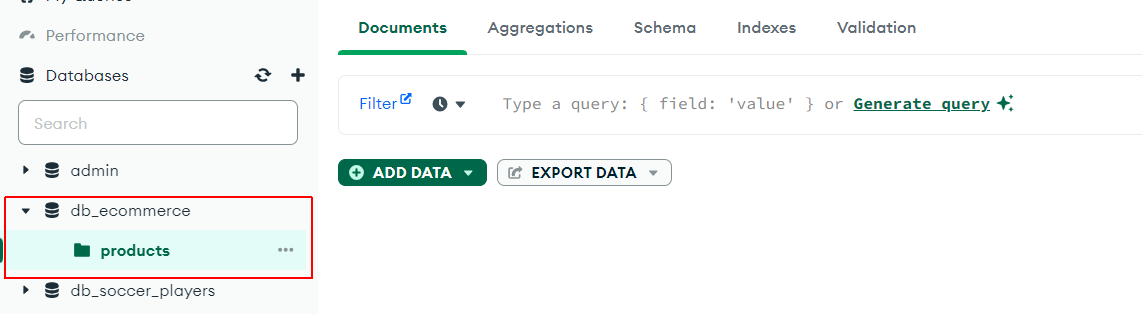 Performance
Databases
Search
admin
db_ecommerce
products
db_soccer_players
Documents Aggregations Schema Indexes Validation
Filter Type a query: { field: 'value' } or Generate query
ADD DATA EXPORT DATA